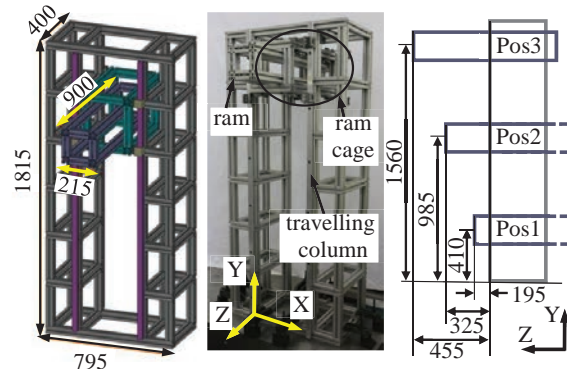 400
900
215
1815
795
ram
ram
cage
travelling
column
Y
X
Z
Pos3
Pos2
Pos1
1560
985
410
195
325
455
Z
Y